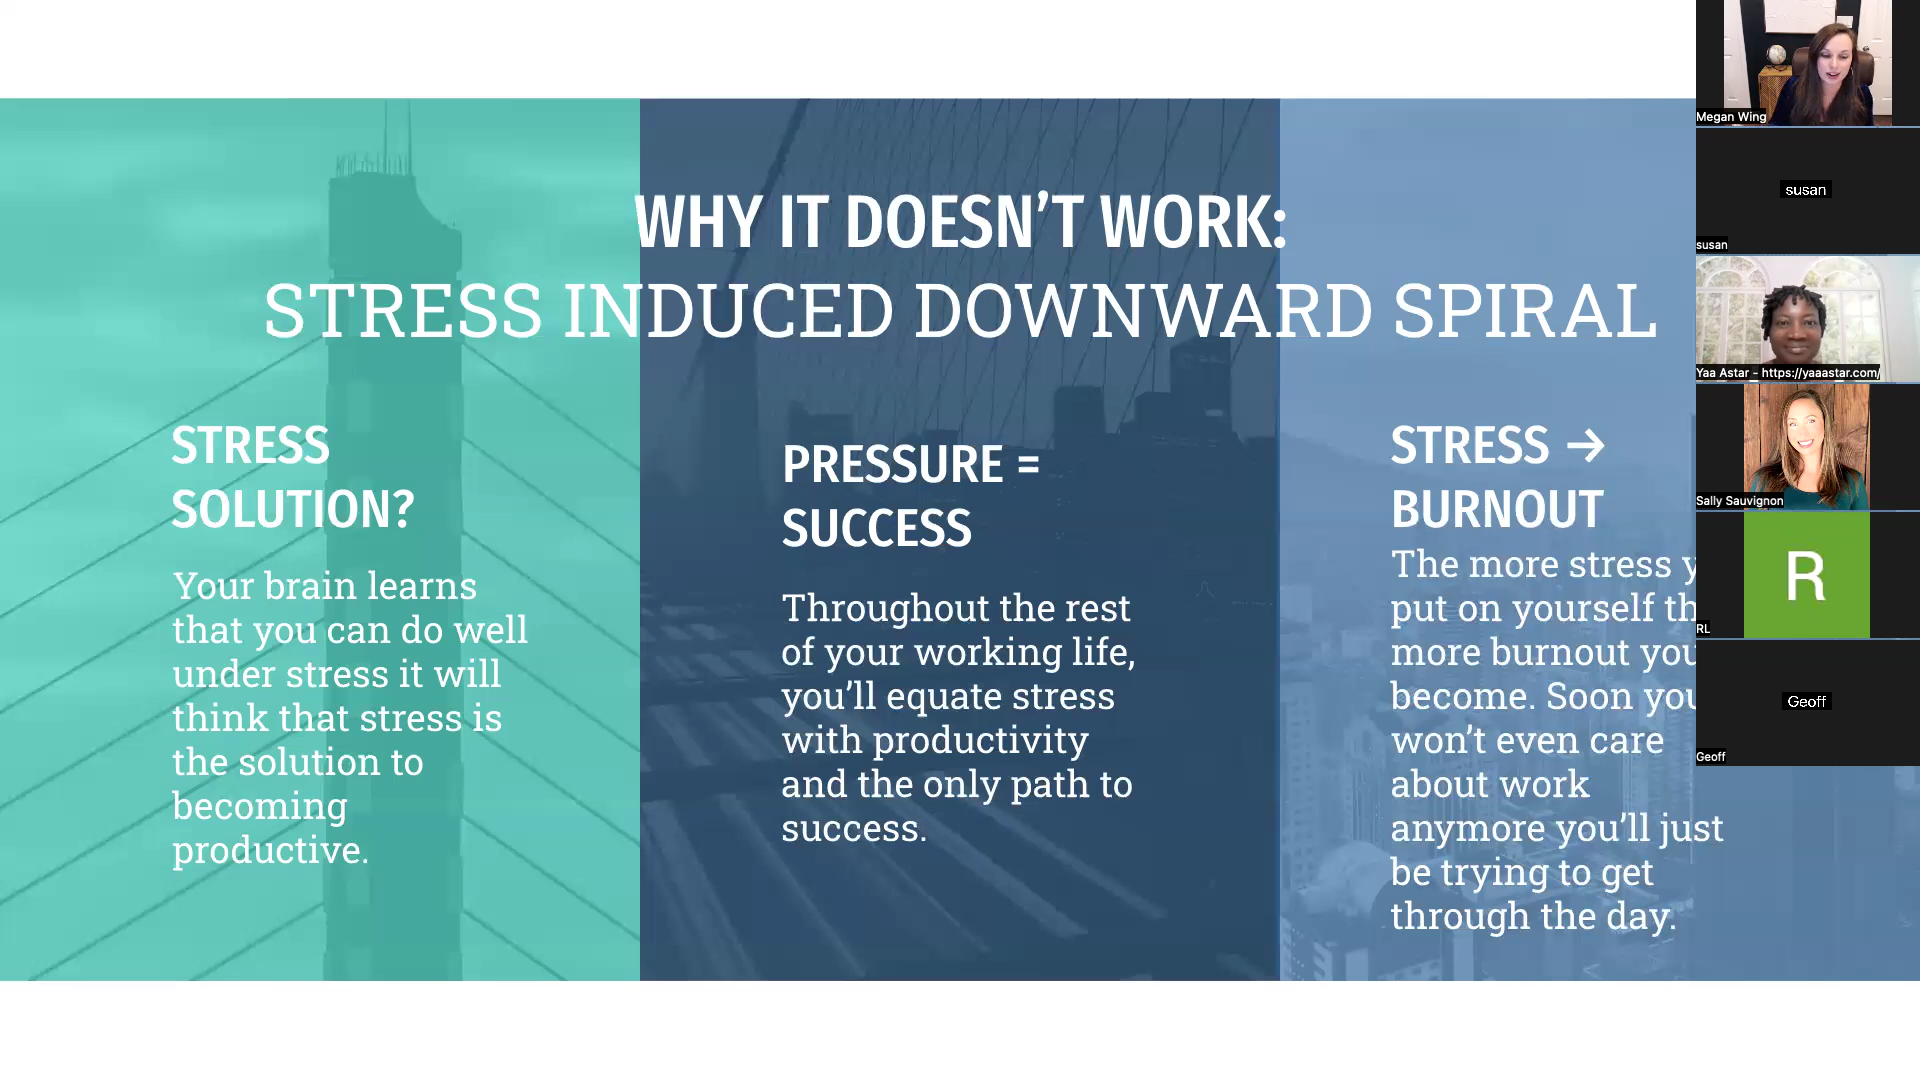 WHY IT DOESN’T WORK:
STRESS INDUCED DOWNWARD SPIRAL
STRESS
SOLUTION?
Your brain learns
that you can do well
under stress it will
think that stress is
the solution to
becoming
productive.
PRESSURE =
SUCCESS
Throughout the rest
of your working life,
you’ll equate stress
with productivity
and the only path to
success.
STRESS →
BURNOUT
The more stress y
put on yourself th
more burnout you
become. Soon you
won’t even care
about work
anymore you’ll just
be trying to get
through the day.
Megan Wing
susan
susan
Yaa Astar - https://yaaastar.com/
Sally Sauvignon
R
RL
Geoff
Geoff